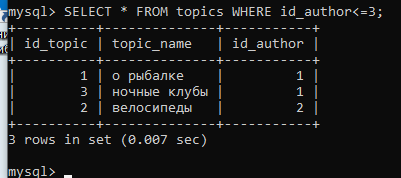 mysql> SELECT * FROM topics WHERE id_author<=3;
+----------+--------------+-----------+
| id_topic | topic_name | id_author |
+----------+--------------+-----------+
| 1 | о рыбалке | 1 |
| 3 | ночные клубы | 1 |
| 2 | велосипеды | 2 |
+----------+--------------+-----------+
3 rows in set (0.007 sec)
mysql>